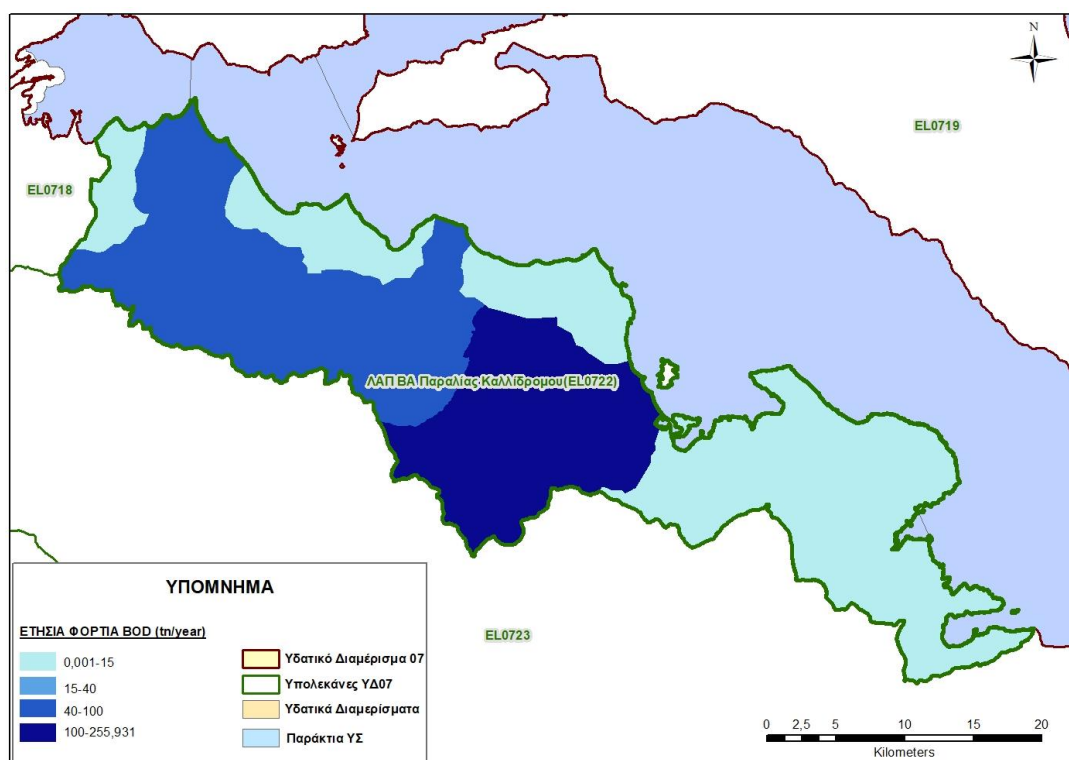 N
EL0719
EL0718
ΛΑΠ ΒΑ Παραλίας Καλλίδρομου(EL0722)
EL0723
ΥΠΟΜΝΗΜΑ
ΕΤΗΣΙΑ ΦΟΡΤΙΑ BOD (tn/year)
0,001-15
15-40
40-100
100-255,931
Υδατικό Διαμέρισμα 07
Υπολεκάνες ΥΔ07
Υδατικά Διαμερίσματα
Παράκτια ΥΣ
0 2,5 5 10 15 20
Kilometers